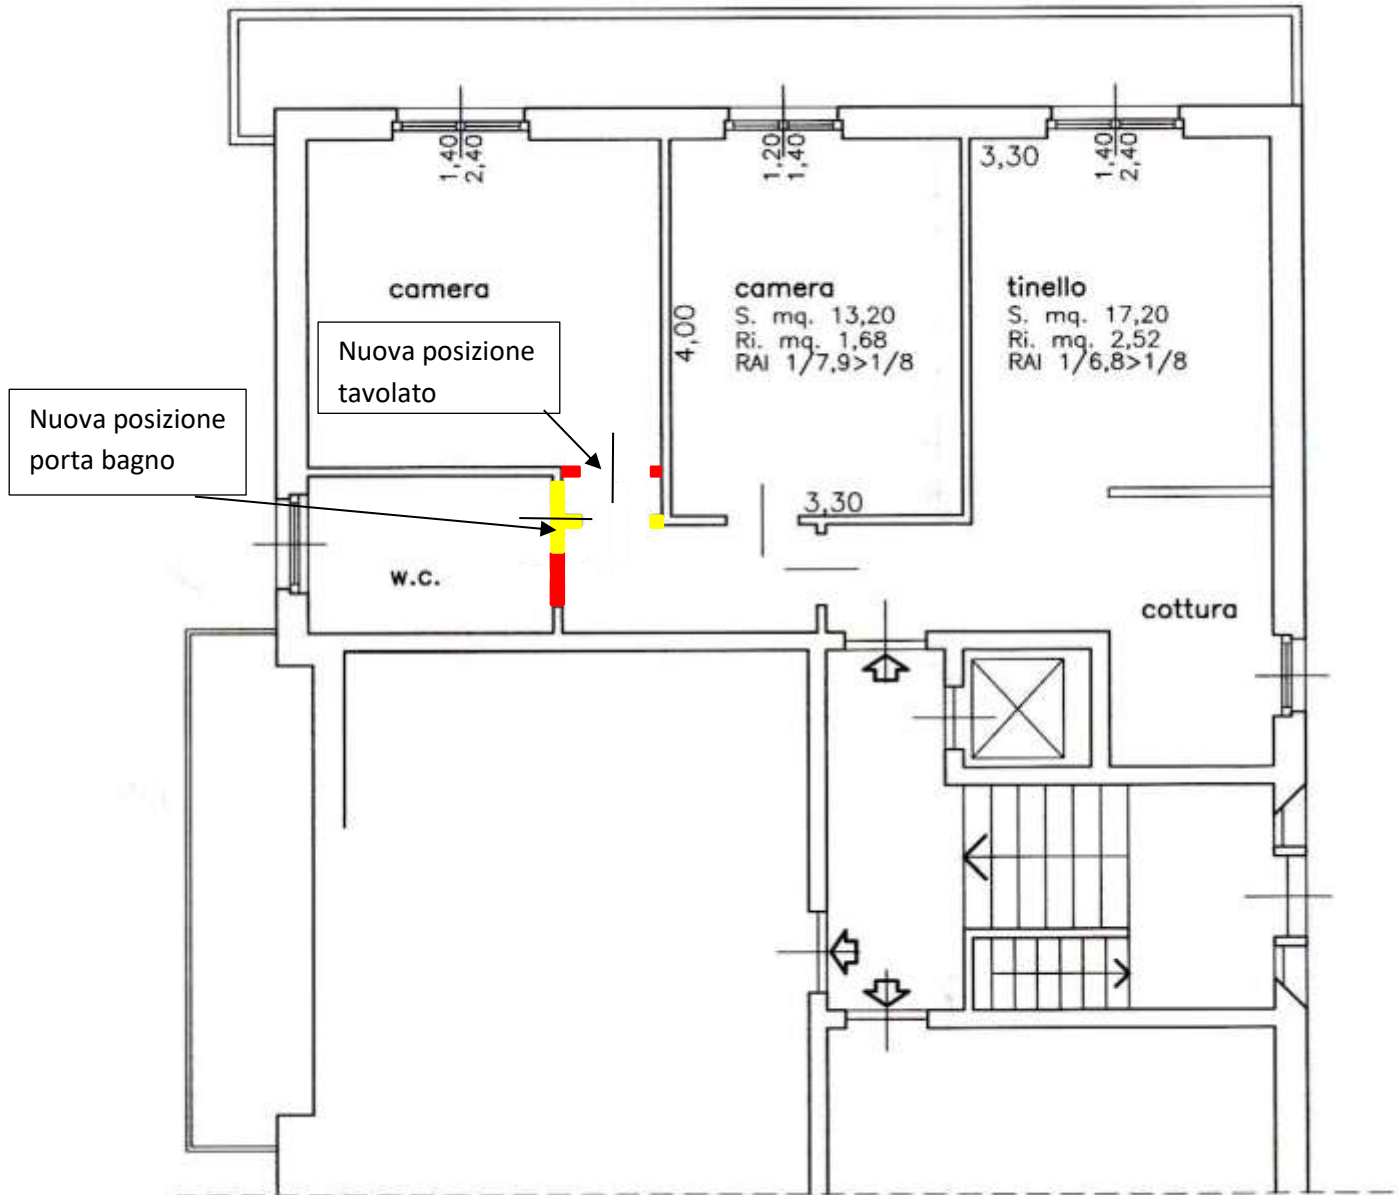 1,40
2,40
1,20
1,40
3,30
1,40
2,40
camera
camera
S. mq. 13,20
Ri. mq. 1,68
RAI 1/7,9>1/8
tinello
S. mq. 17,20
Ri. mq. 2,52
RAI 1/6,8>1/8
4,00
Nuova posizione
tavolato
Nuova posizione
porta bagno
3,30
w.c.
cottura